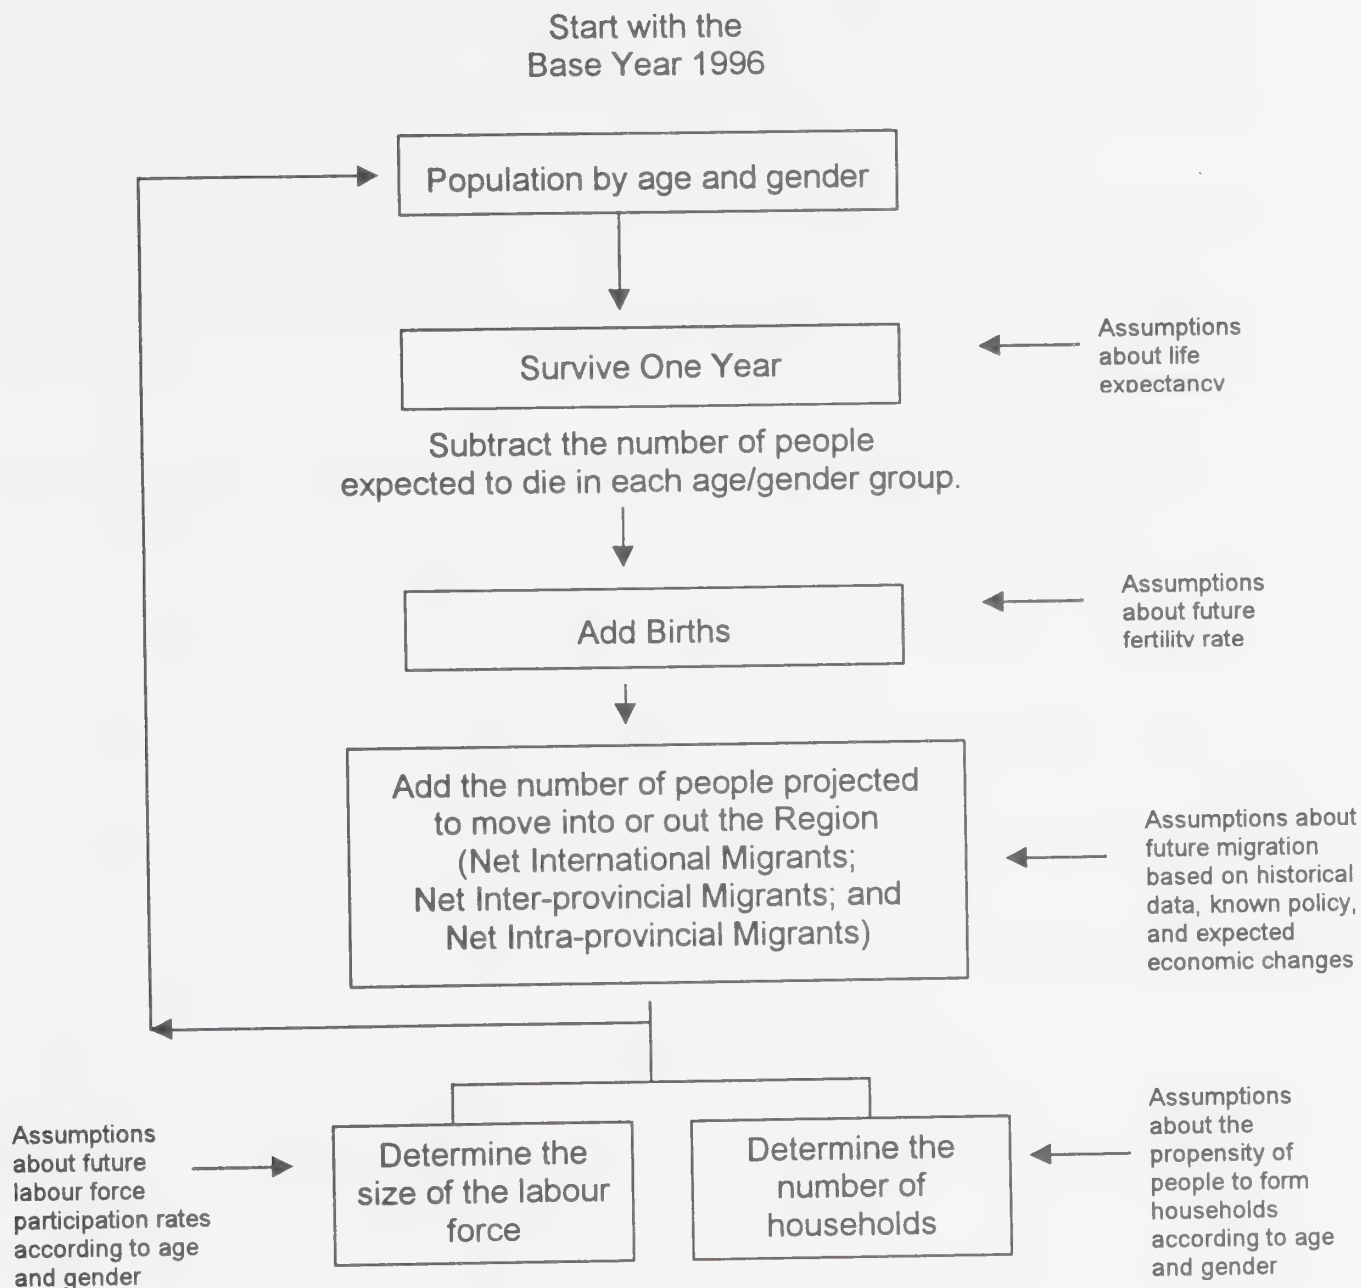 Start with the
Base Year 1996
Population by age and gender
Survive One Year
Assumptions
about life
expectancy
Subtract the number of people
expected to die in each age/gender group.
Add Births
Assumptions
about future
fertility rate
Add the number of people projected
to move into or out the Region
(Net International Migrants;
Net Inter-provincial Migrants; and
Net Intra-provincial Migrants)
Assumptions about
future migration
based on historical
data, known policy,
and expected
economic changes
Assumptions
about future
labour force
participation rates
according to age
and gender
Determine the
size of the labour
force
Determine the
number of
households
Assumptions
about the
propensity of
people to form
households
according to age
and gender